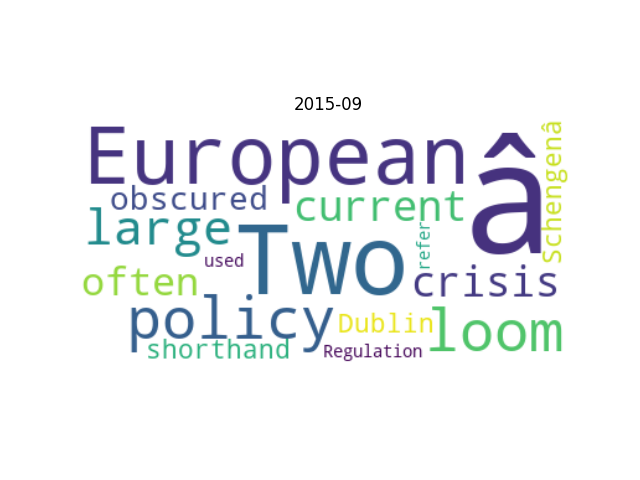 2015-09
European
â
Schengenâ
obscured
current
large
Two
refer
used
often
crisis
policy
Dublin
loom
shorthand
Regulation